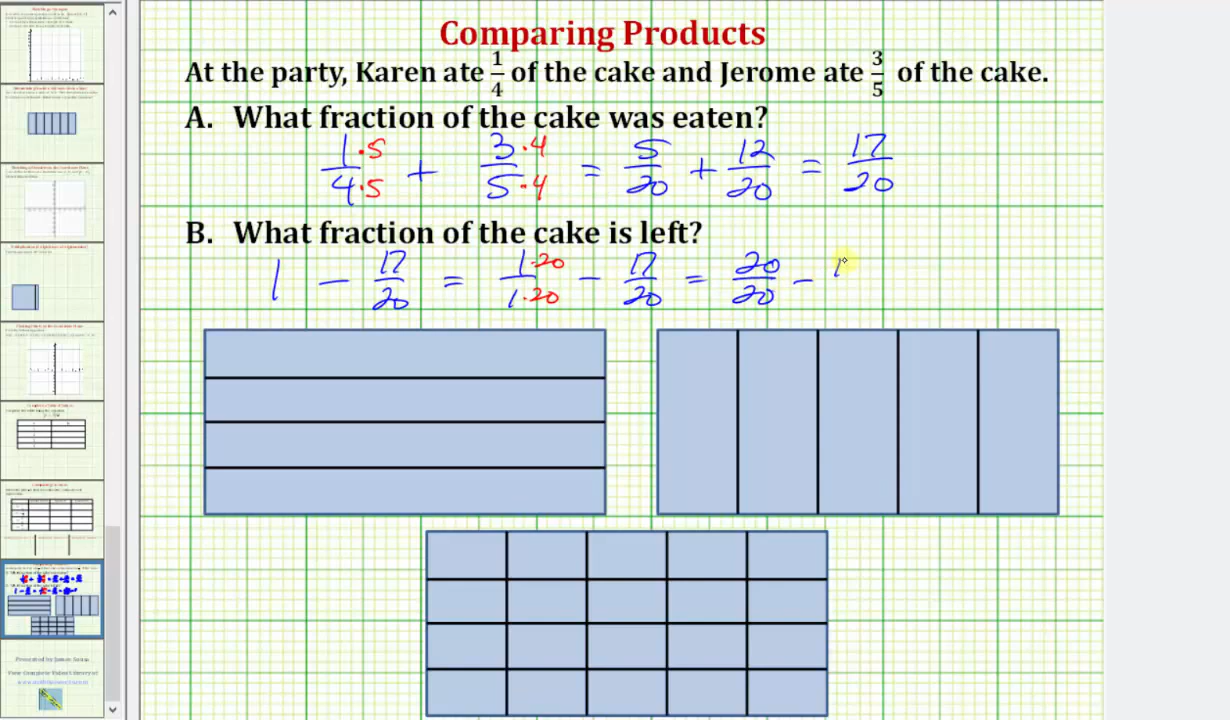 Comparing Products
At the party, Karen ate 1/4 of the cake and Jerome ate 3/5 of the cake.
A. What fraction of the cake was eaten?
1·5/4·5 + 3·4/5·4 = 5/20 + 12/20 = 17/20
B. What fraction of the cake is left?
1 − 17/20 = 1·20/1·20 − 17/20 = 20/20 − 1